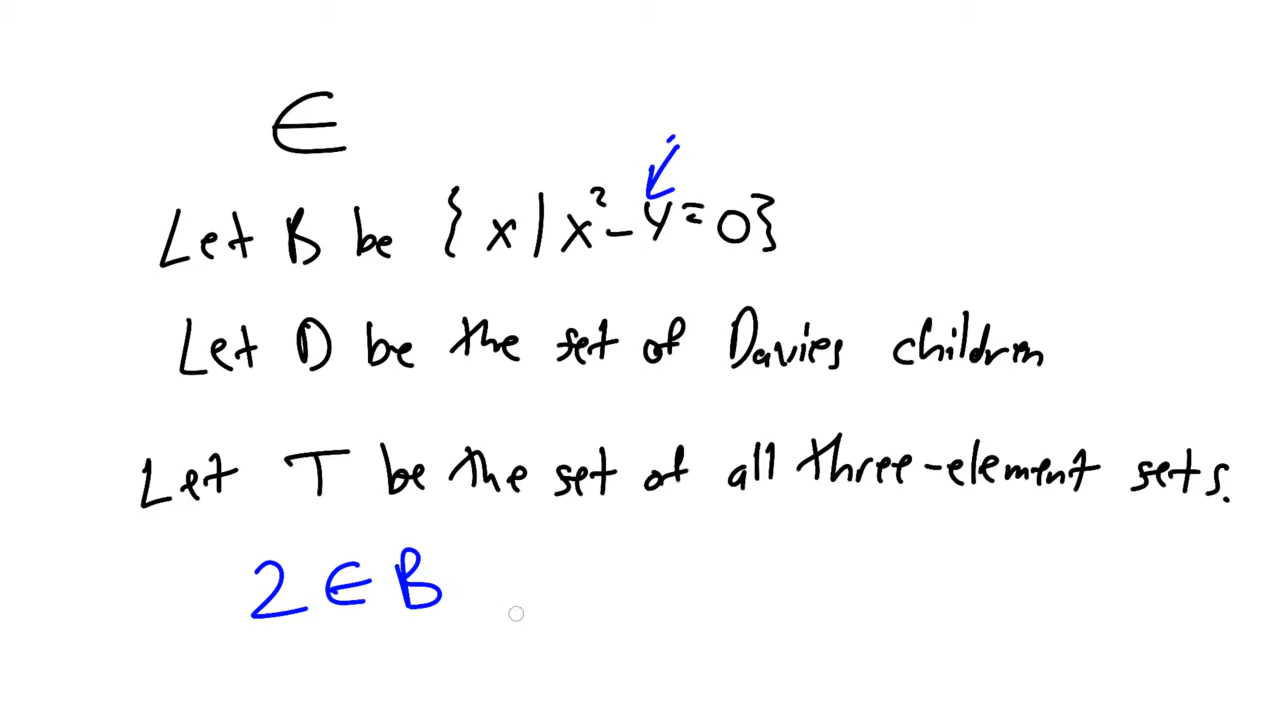 ∈
Let B be { x | x² - 4 = 0}
Let D be the set of Davies children
Let T be the set of all three-element sets.
2 ∈ B